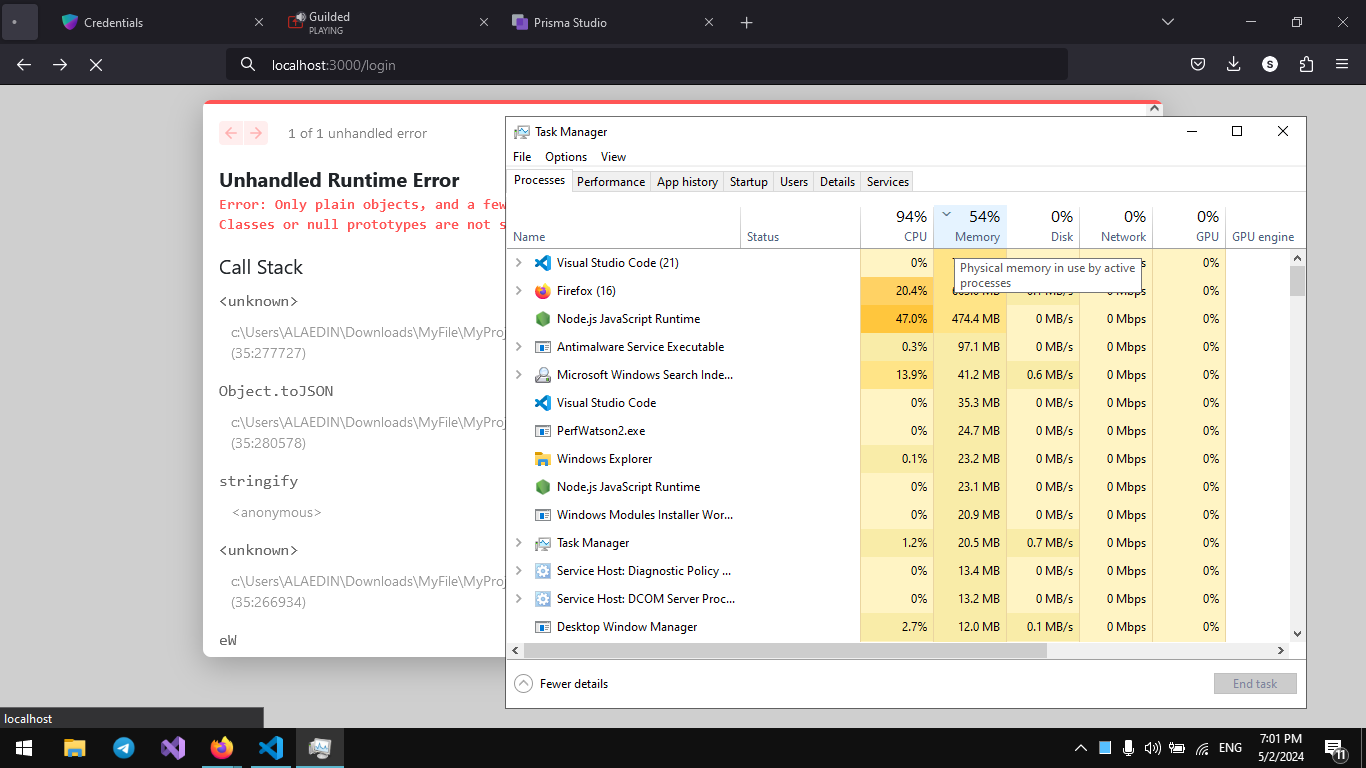 Credentials
Guilded
PLAYING
Prisma Studio
localhost:3000/login
1 of 1 unhandled error
Unhandled Runtime Error
Error: Only plain objects, and a few
Classes or null prototypes are not s
Call Stack
<unknown>
c:\Users\ALAEDIN\Downloads\MyFile\MyProj
(35:277727)
Object.toJSON
c:\Users\ALAEDIN\Downloads\MyFile\MyProj
(35:280578)
stringify
<anonymous>
<unknown>
c:\Users\ALAEDIN\Downloads\MyFile\MyProj
(35:266934)
eW
localhost
Task Manager
File Options View
Processes Performance App history Startup Users Details Services
94% 54% 0% 0% 0%
Name Status CPU Memory Disk Network GPU GPU engine
Visual Studio Code (21) 0% 0%
Physical memory in use by active
processes
Firefox (16) 20.4% 0%
Node.js JavaScript Runtime 47.0% 474.4 MB 0 MB/s 0 Mbps 0%
Antimalware Service Executable 0.3% 97.1 MB 0 MB/s 0 Mbps 0%
Microsoft Windows Search Inde... 13.9% 41.2 MB 0.6 MB/s 0 Mbps 0%
Visual Studio Code 0% 35.3 MB 0 MB/s 0 Mbps 0%
PerfWatson2.exe 0% 24.7 MB 0 MB/s 0 Mbps 0%
Windows Explorer 0.1% 23.2 MB 0 MB/s 0 Mbps 0%
Node.js JavaScript Runtime 0% 23.1 MB 0 MB/s 0 Mbps 0%
Windows Modules Installer Wor... 0% 20.9 MB 0 MB/s 0 Mbps 0%
Task Manager 1.2% 20.5 MB 0.7 MB/s 0 Mbps 0%
Service Host: Diagnostic Policy ... 0% 13.4 MB 0 MB/s 0 Mbps 0%
Service Host: DCOM Server Proc... 0% 13.2 MB 0 MB/s 0 Mbps 0%
Desktop Window Manager 2.7% 12.0 MB 0.1 MB/s 0 Mbps 0%
Fewer details
End task
ENG
7:01 PM
5/2/2024
11